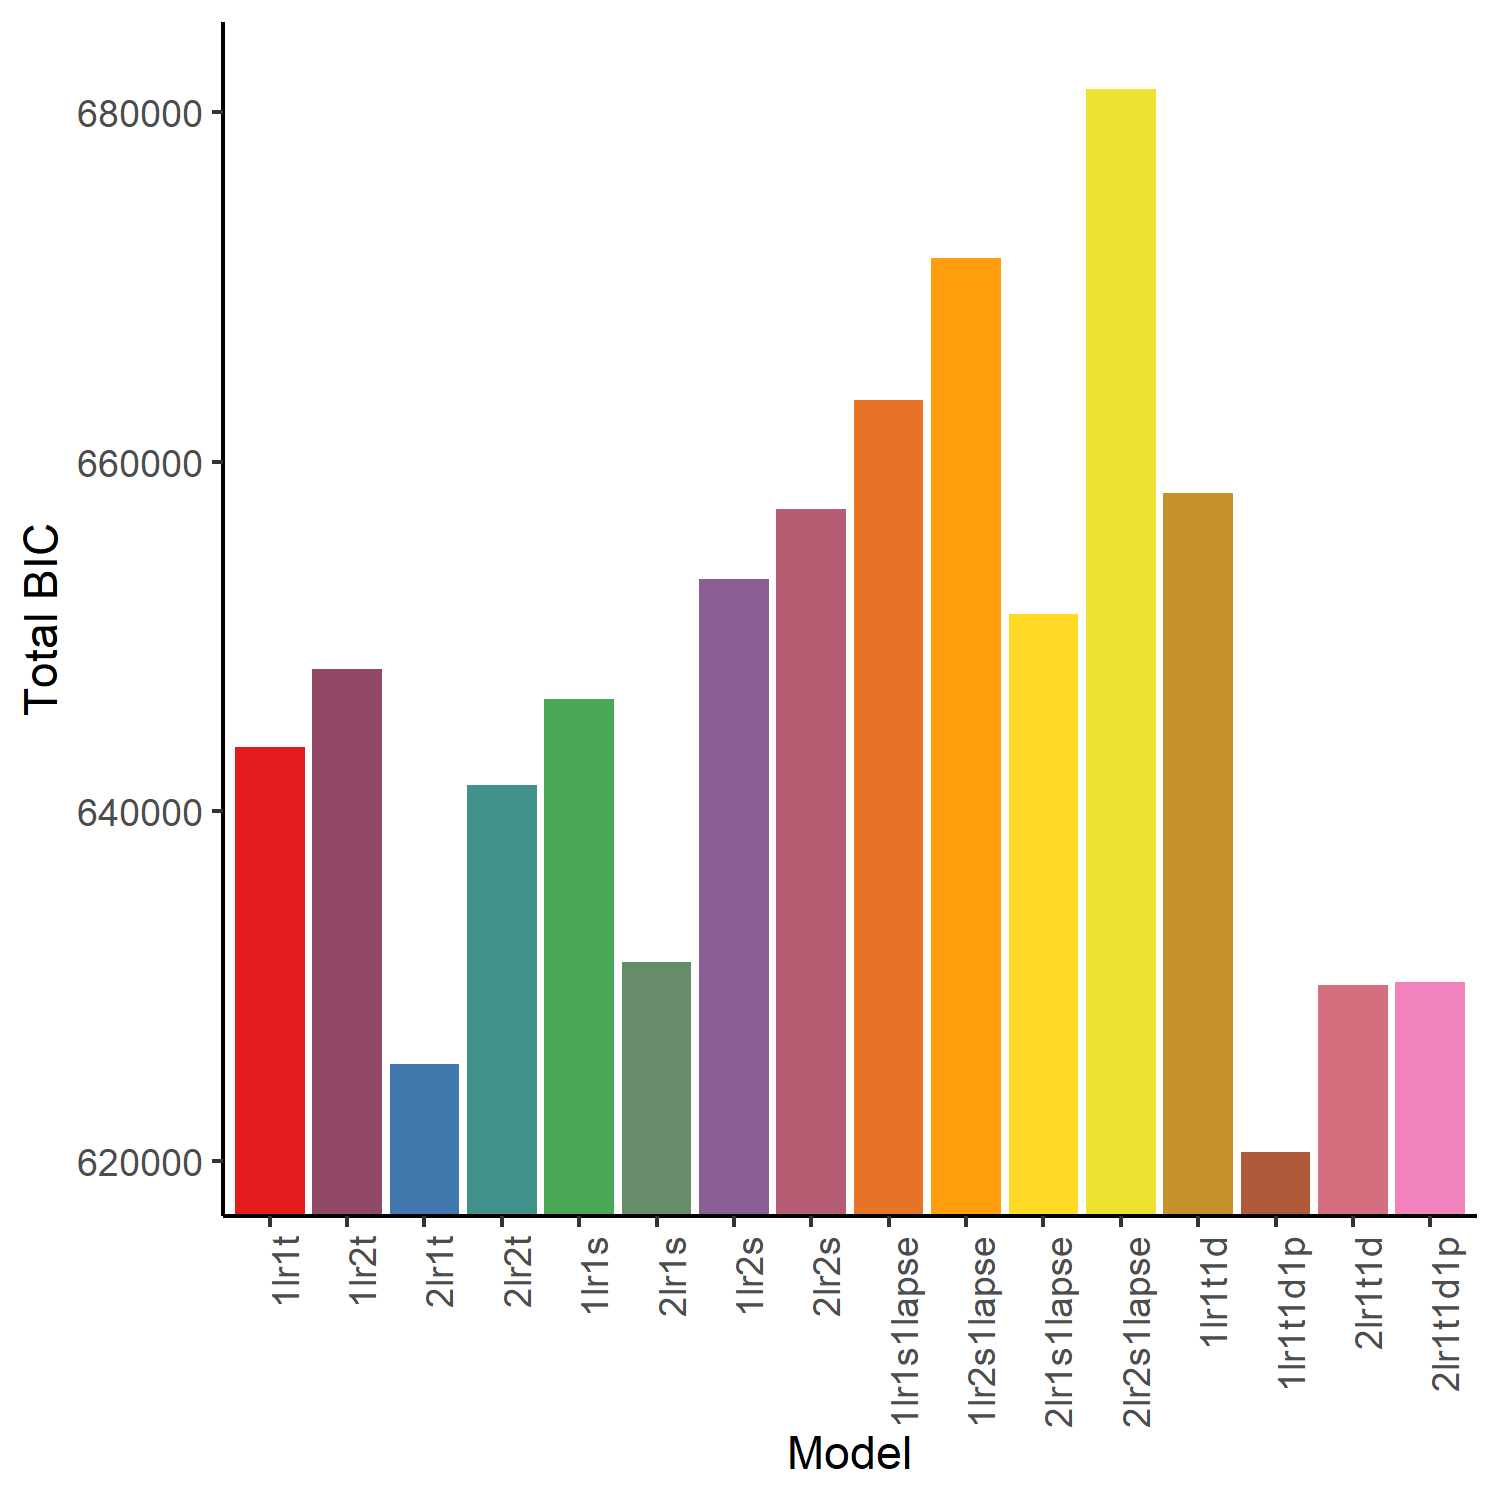 Total BIC
680000
660000
640000
620000
1lr1t
1lr2t
2lr1t
2lr2t
1lr1s
2lr1s
1lr2s
2lr2s
1lr1s1lapse
1lr2s1lapse
2lr1s1lapse
2lr2s1lapse
1lr1t1d
1lr1t1d1p
2lr1t1d
2lr1t1d1p
Model